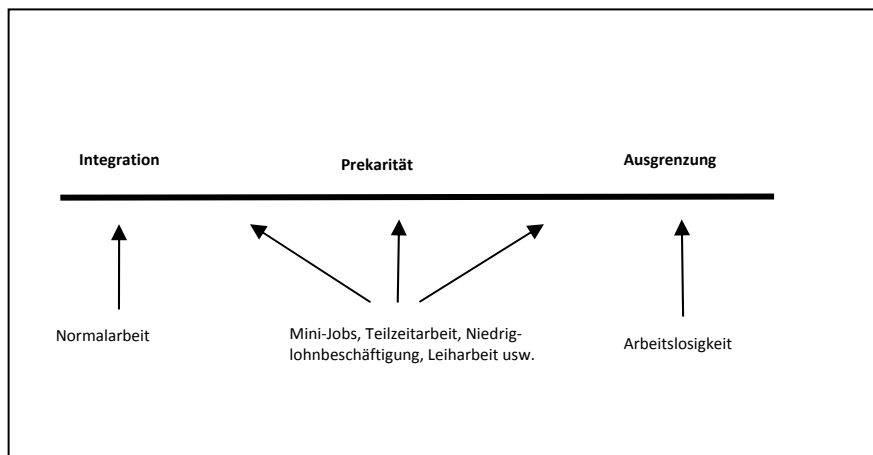 Integration
Prekarität
Ausgrenzung
Normalarbeit
Mini-Jobs, Teilzeitarbeit, Niedrig-
lohnbeschäftigung, Leiharbeit usw.
Arbeitslosigkeit